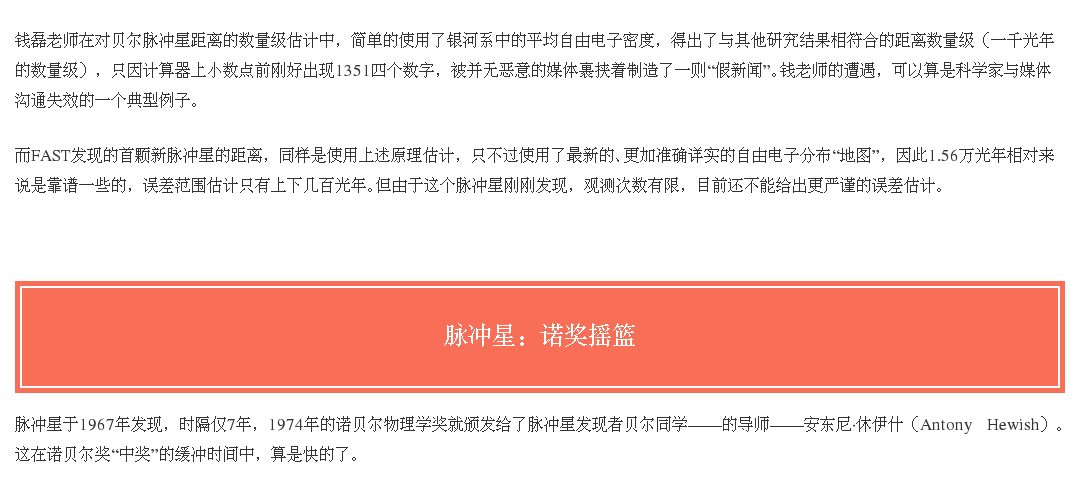 钱磊老师在对贝尔脉冲星距离的数量级估计中，简单的使用了银河系中的平均自由电子密度，得出了与其他研究结果相符合的距离数量级（一千光年
的数量级），只因计算器上小数点前刚好出现1351四个数字，被并无恶意的媒体裹挟着制造了一则“假新闻”。钱老师的遭遇，可以算是科学家与媒体
沟通失效的一个典型例子。
而FAST发现的首颗新脉冲星的距离，同样是使用上述原理估计，只不过使用了最新的、更加准确详实的自由电子分布“地图”，因此1.56万光年相对来
说是靠谱一些的，误差范围估计只有上下几百光年。但由于这个脉冲星刚刚发现，观测次数有限，目前还不能给出更严谨的误差估计。
脉冲星：诺奖摇篮
脉冲星于1967年发现，时隔仅7年，1974年的诺贝尔物理学奖就颁发给了脉冲星发现者贝尔同学——的导师——安东尼·休伊什（Antony Hewish）。
这在诺贝尔奖“中奖”的缓冲时间中，算是快的了。